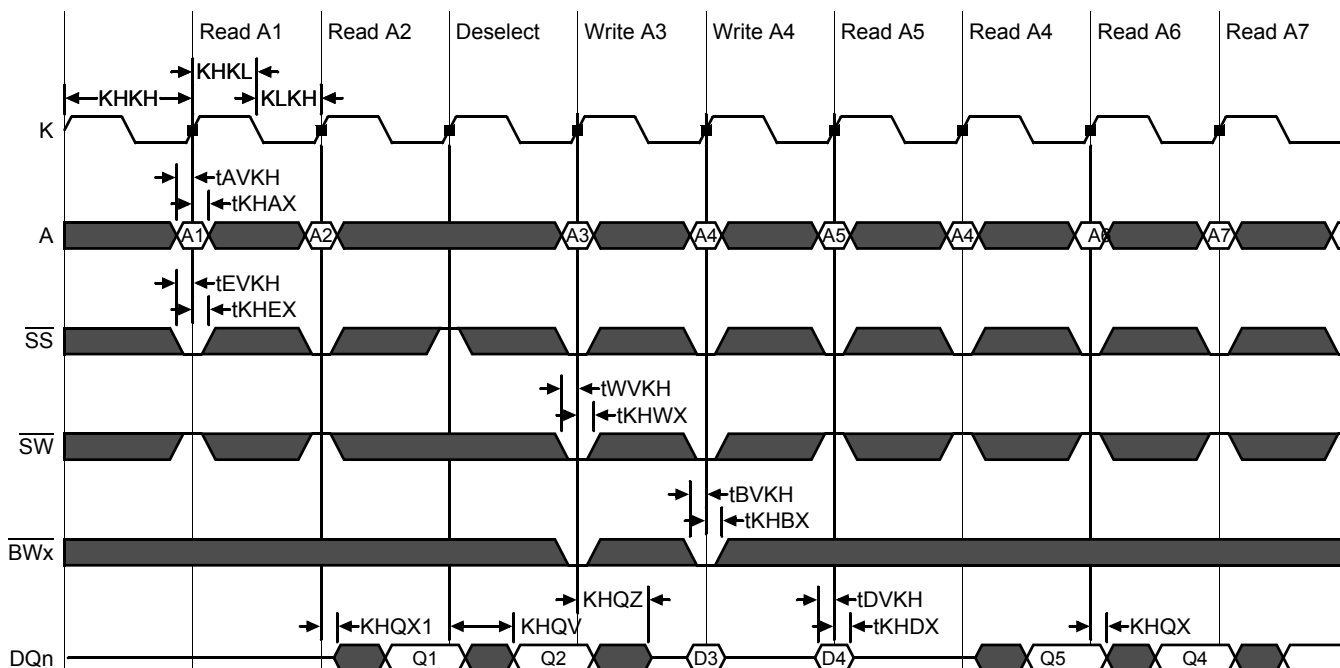 Read A1 Read A2 Deselect Write A3 Write A4 Read A5 Read A4 Read A6 Read A7
KHKL
KHKH KLKH
K
tAVKH
tKHAX
A A1 A2 A3 A4 A5 A4 A6 A7
tEVKH
tKHEX
SS
tWVKH
tKHWX
SW
tBVKH
tKHBX
BWx
KHQZ tDVKH
KHQX1 KHQV tKHDX KHQX
DQn Q1 Q2 D3 D4 Q5 Q4